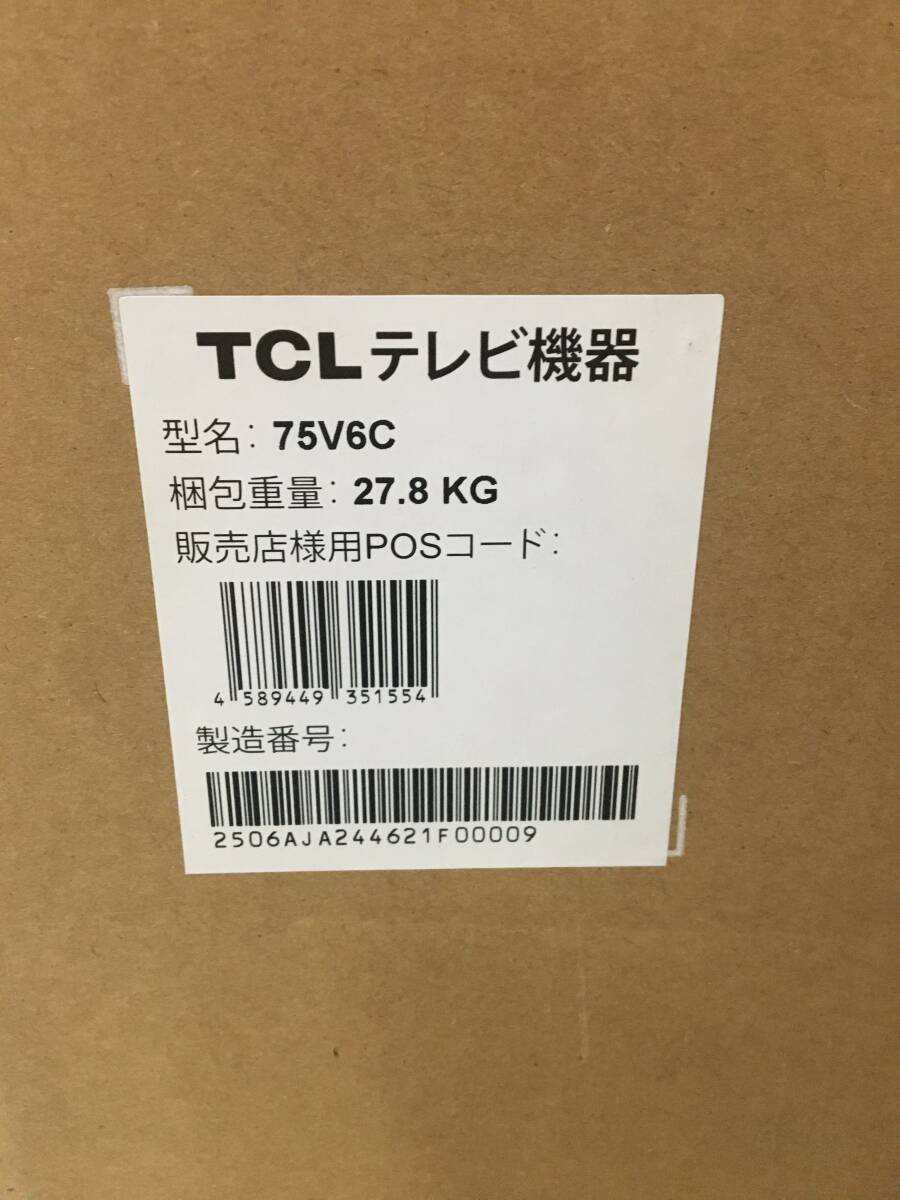 TCLテレビ機器
型名: 75V6C
梱包重量: 27.8 KG
販売店様用POSコード:
4 589449 351554
製造番号:
2506AJA244621F00009